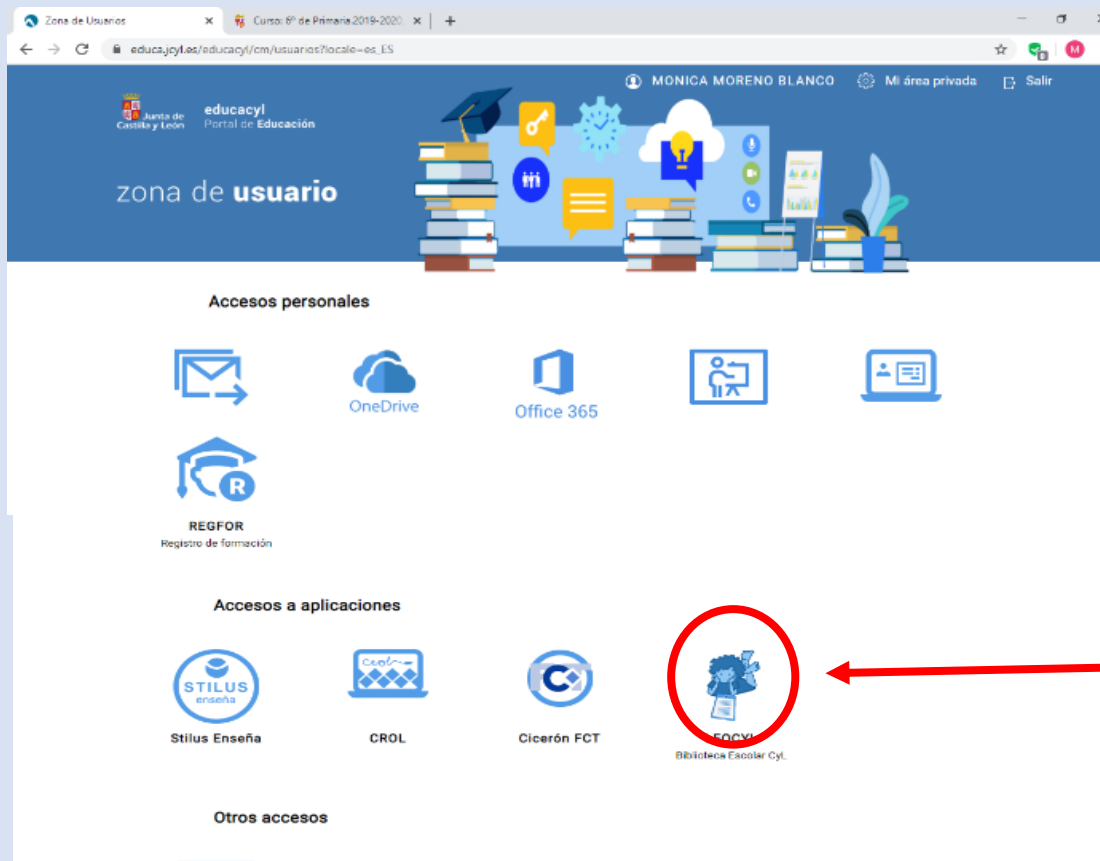 Zona de Usuarios
Curso: 6º de Primaria 2019-2020
educa.jcyl.es/educacyl/cm/usuarios?locale=es_ES
M
MONICA MORENO BLANCO Mi área privada Salir
Junta de Castilla y León
educacyl
Portal de Educación
zona de usuario
Accesos personales
OneDrive
Office 365
R
REGFOR
Registro de formación
Accesos a aplicaciones
STILUS
enseña
Crol
C
Stilus Enseña CROL Cicerón FCT
Biblioteca Escolar CyL
Otros accesos